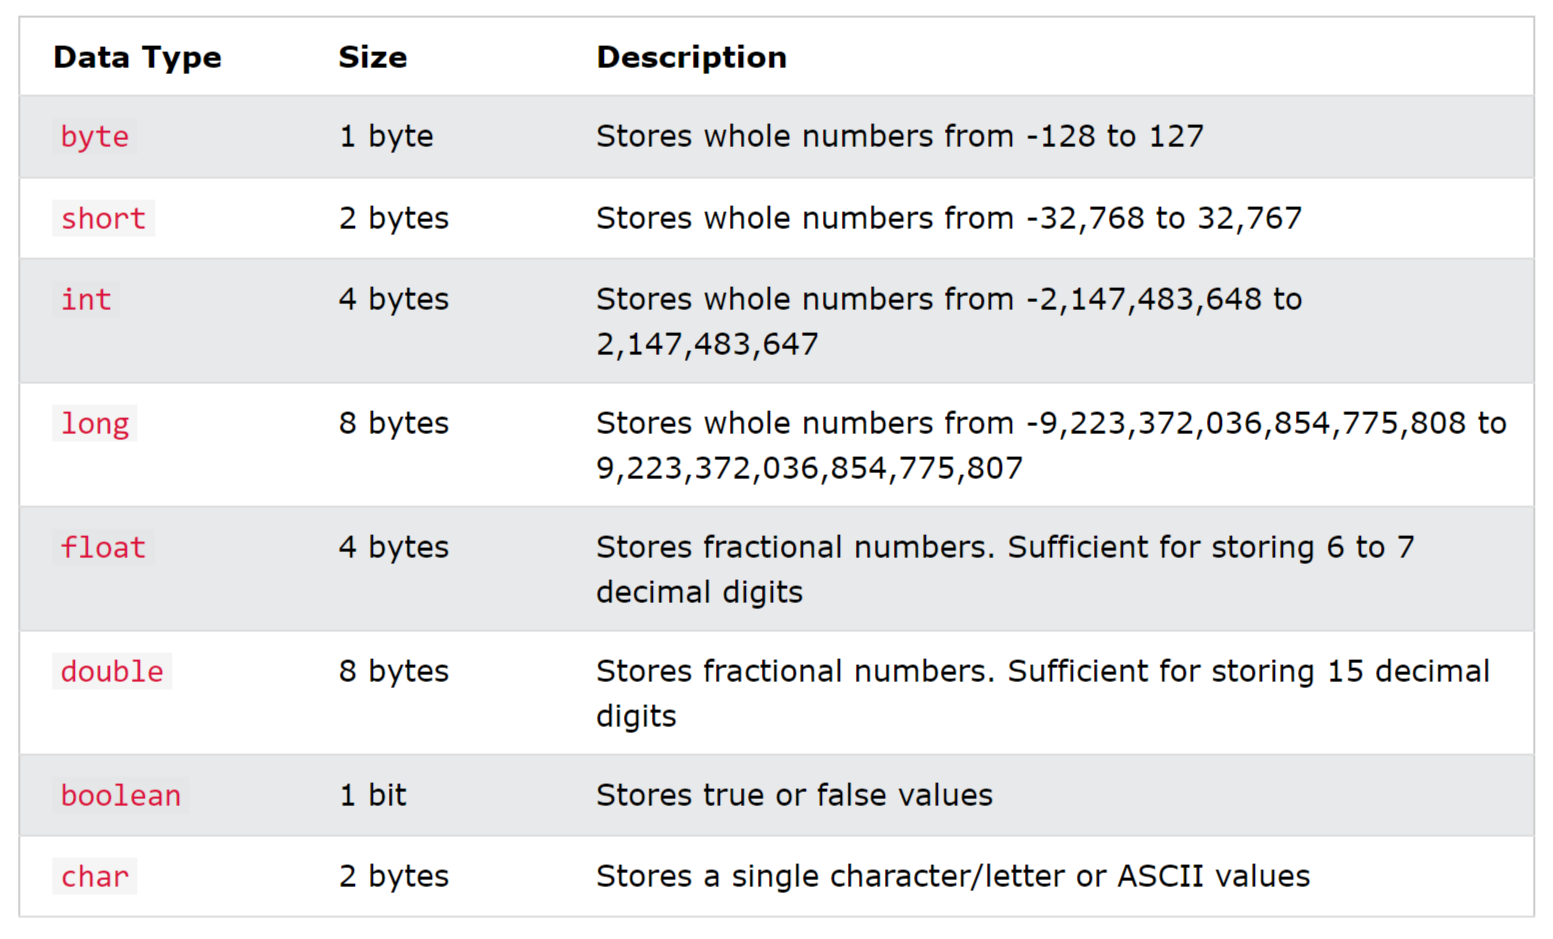 Data Type Size Description
byte 1 byte Stores whole numbers from -128 to 127
short 2 bytes Stores whole numbers from -32,768 to 32,767
int 4 bytes Stores whole numbers from -2,147,483,648 to
2,147,483,647
long 8 bytes Stores whole numbers from -9,223,372,036,854,775,808 to
9,223,372,036,854,775,807
float 4 bytes Stores fractional numbers. Sufficient for storing 6 to 7
decimal digits
double 8 bytes Stores fractional numbers. Sufficient for storing 15 decimal
digits
boolean 1 bit Stores true or false values
char 2 bytes Stores a single character/letter or ASCII values